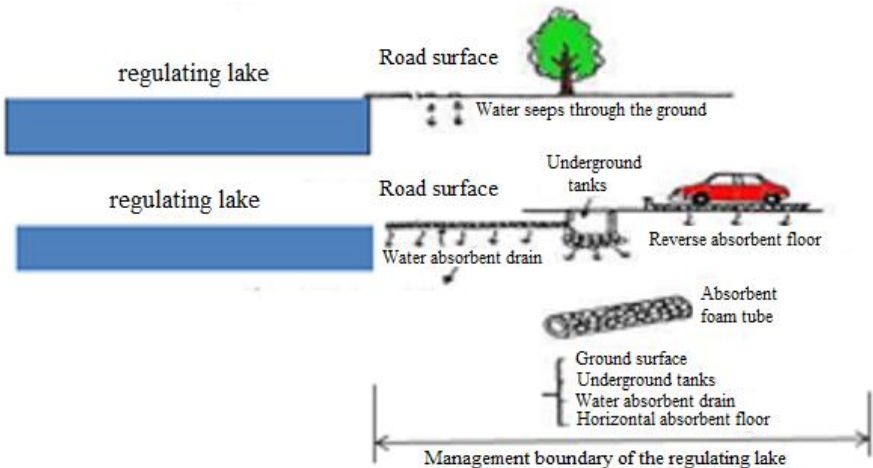 regulating lake
Road surface
Water seeps through the ground
regulating lake
Road surface
Underground
tanks
Water absorbent drain
Reverse absorbent floor
Absorbent
foam tube
Ground surface
Underground tanks
Water absorbent drain
Horizontal absorbent floor
Management boundary of the regulating lake